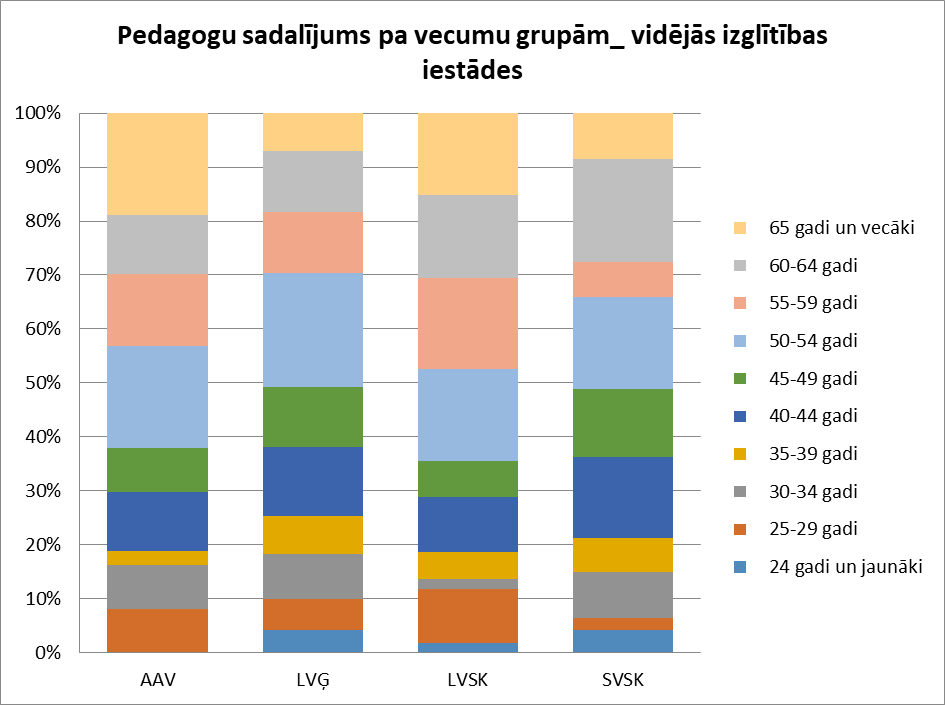 Pedagogu sadalījums pa vecumu grupām_ vidējās izglītības
iestādes
100%
90%
80%
70%
60%
50%
40%
30%
20%
10%
0%
AAV
LVĢ
LVSK
SVSK
65 gadi un vecāki
60-64 gadi
55-59 gadi
50-54 gadi
45-49 gadi
40-44 gadi
35-39 gadi
30-34 gadi
25-29 gadi
24 gadi un jaunāki